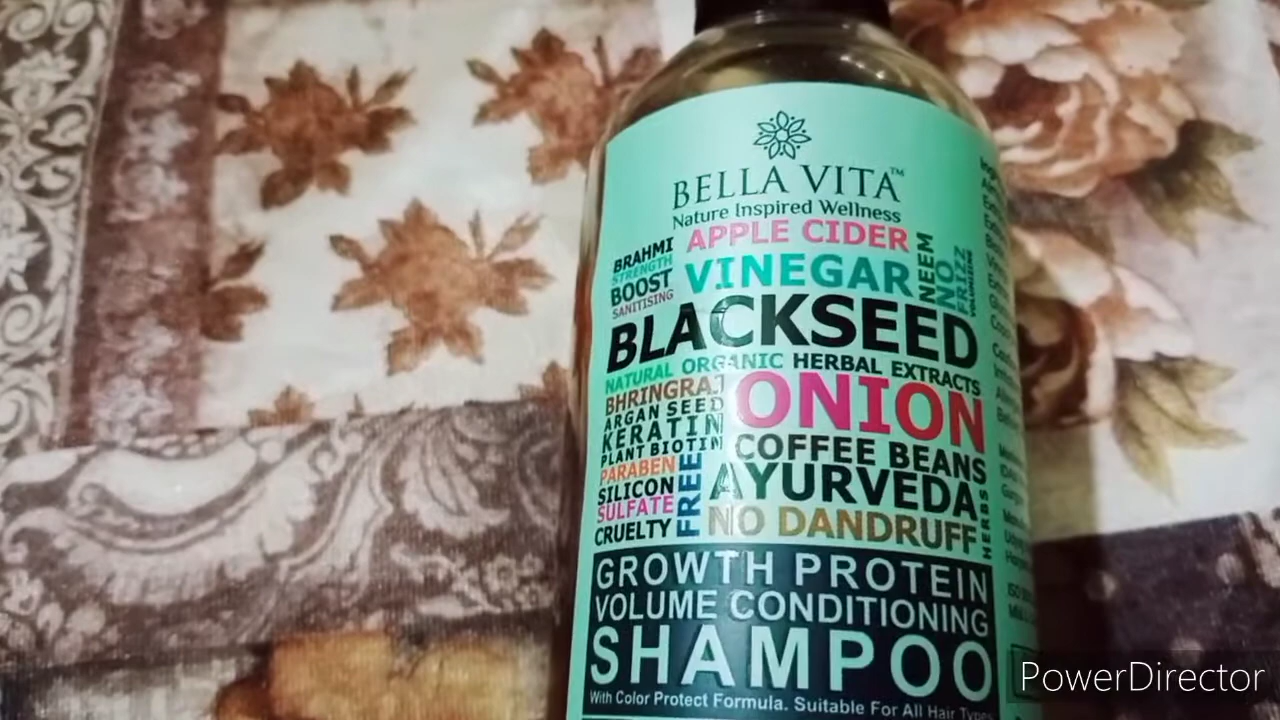 BELLA VITA™
Nature Inspired Wellness
APPLE CIDER
VINEGAR
BRAHMI
STRENGTH
BOOST
SANITISING
NEEM
NO
FRIZZ
BLACKSEED
NATURAL ORGANIC HERBAL EXTRACTS
BHRINGRAJ
ARGAN SEED
KERATIN
PLANT BIOTIN
ONION
COFFEE BEANS
PARABEN
SILICON
SULFATE
CRUELTY
FREE
AYURVEDA
HERBS
NO DANDRUFF
GROWTH PROTEIN
VOLUME CONDITIONING
SHAMPOO
With Color Protect Formula. Suitable For All Hair Types
PowerDirector